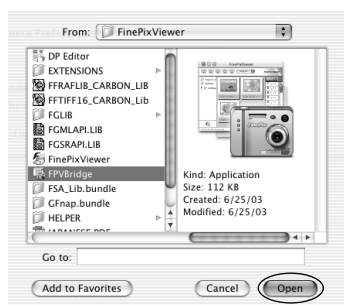 From: FinePixViewer
DP Editor
EXTENSIONS
FFRAFLIB_CARBON_LIB
FFTIFF16_CARBON_Lib
FGLIB
FGMLAPI.LIB
FGSRAPI.LIB
FinePixViewer
FPVBridge
FSA_Lib.bundle
GFnap.bundle
HELPER
JAPANESE PDF
Kind: Application
Size: 112 KB
Created: 6/25/03
Modified: 6/25/03
Go to:
Add to Favorites
Cancel
Open